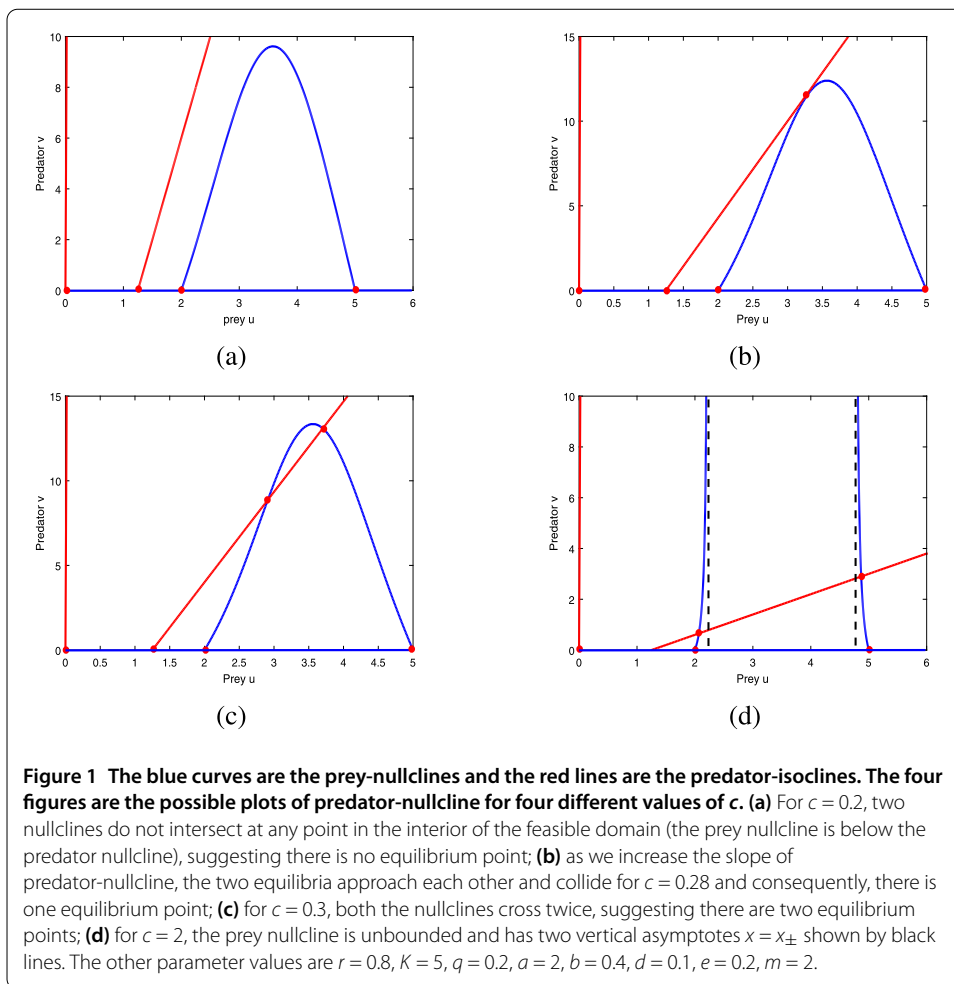 10
8
6
4
2
0
Predator v
0 1 2 3 4 5 6
prey u
(a)
15
10
5
0
Predator v
0 0.5 1 1.5 2 2.5 3 3.5 4 4.5 5
Prey u
(b)
15
10
5
0
Predator v
0 0.5 1 1.5 2 2.5 3 3.5 4 4.5 5
Prey u
(c)
10
8
6
4
2
0
Predator v
0 1 2 3 4 5 6
Prey u
(d)
Figure 1 The blue curves are the prey-nullclines and the red lines are the predator-isoclines. The four
figures are the possible plots of predator-nullcline for four different values of c. (a) For c = 0.2, two
nullclines do not intersect at any point in the interior of the feasible domain (the prey nullcline is below the
predator nullcline), suggesting there is no equilibrium point; (b) as we increase the slope of
predator-nullcline, the two equilibria approach each other and collide for c = 0.28 and consequently, there is
one equilibrium point; (c) for c = 0.3, both the nullclines cross twice, suggesting there are two equilibrium
points; (d) for c = 2, the prey nullcline is unbounded and has two vertical asymptotes x = x± shown by black
lines. The other parameter values are r = 0.8, K = 5, q = 0.2, a = 2, b = 0.4, d = 0.1, e = 0.2, m = 2.